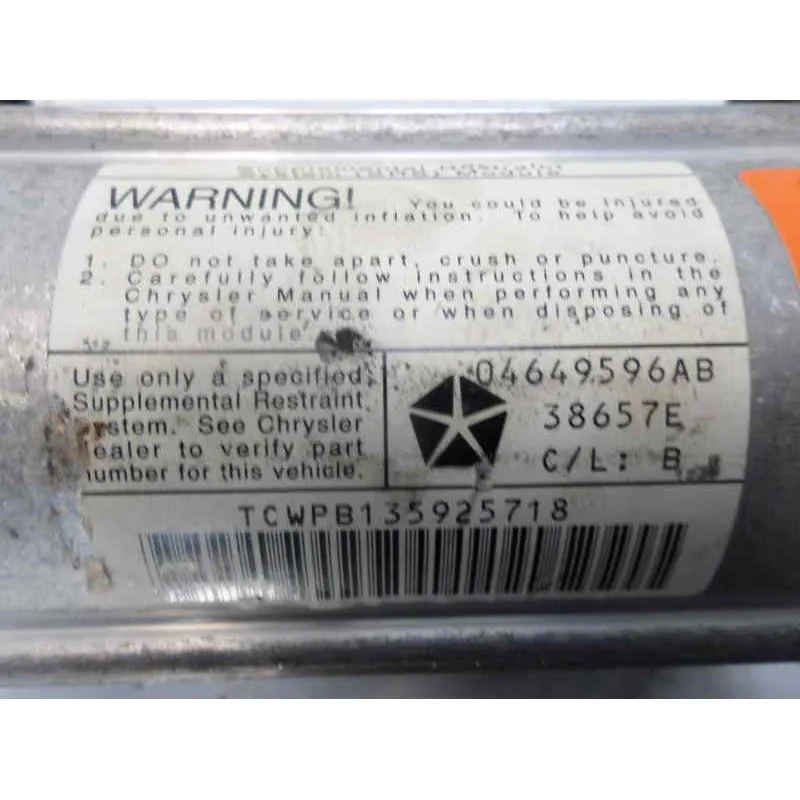 Supplemental Restraint
WARNING! You could be injured
due to unwanted inflation. To help avoid
personal injury:
1. DO not take apart, crush or puncture.
2. Carefully follow instructions in the
Chrysler Manual when performing any
type of service or when disposing of
this module
Use only a specified
Supplemental Restraint
System. See Chrysler
dealer to verify part
number for this vehicle.
04649596AB
38657E
C/L: B
TCWPB135925718